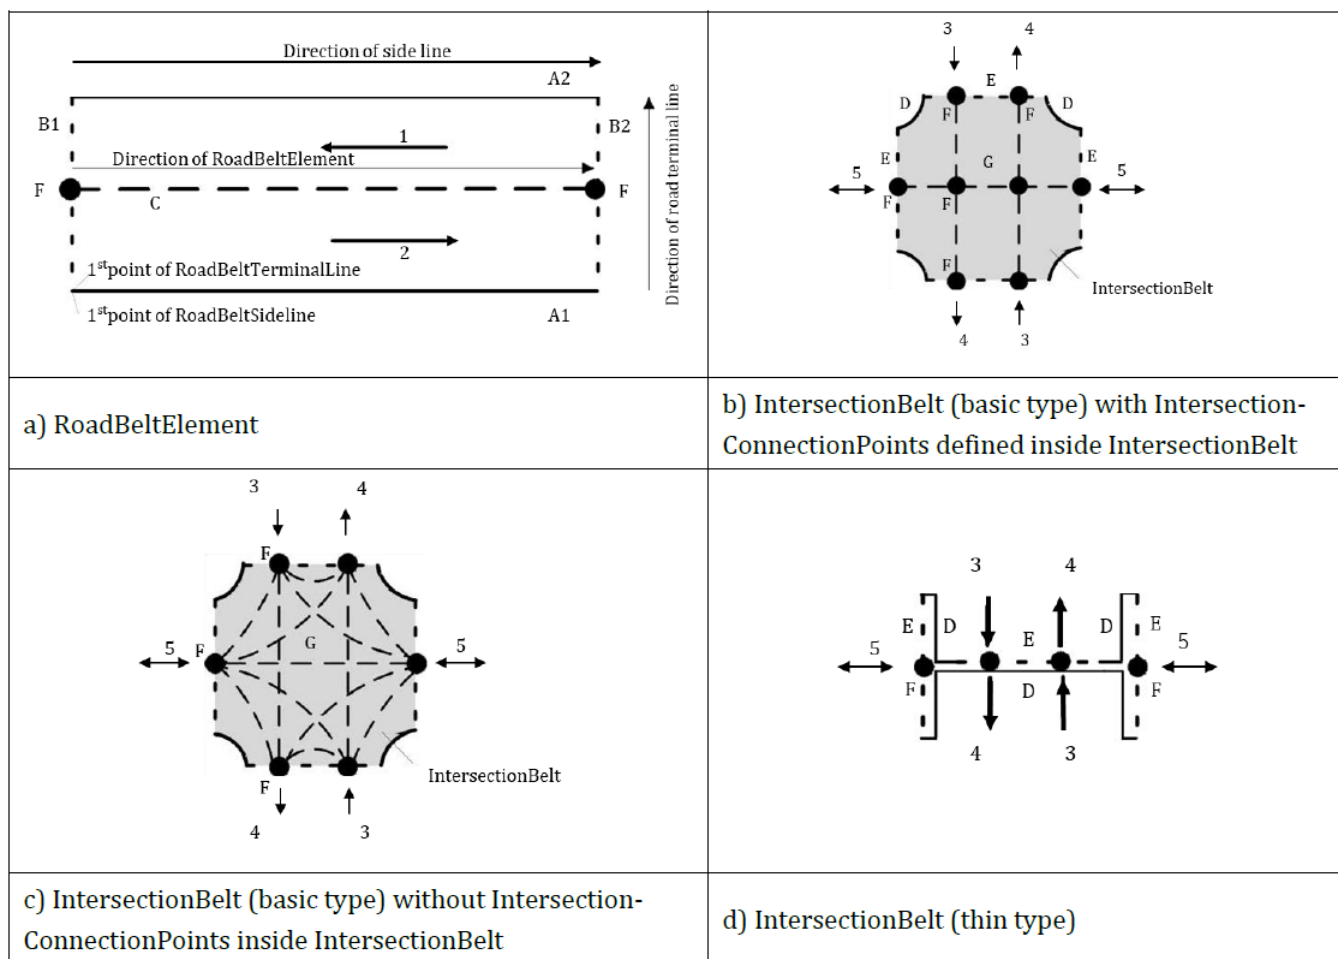 Direction of side line
A2
B1
B2
1
Direction of RoadBeltElement
F
F
C
2
1st point of RoadBeltTerminalLine
1st point of RoadBeltSideline
A1
Direction of road terminal line
3
4
E
D
D
F
F
E
G
E
5
5
F
F
F
IntersectionBelt
4
3
a) RoadBeltElement
b) IntersectionBelt (basic type) with Intersection-
ConnectionPoints defined inside IntersectionBelt
3
4
F
G
F
5
5
IntersectionBelt
F
4
3
3
4
E
D
E
D
E
5
5
F
D
F
4
3
c) IntersectionBelt (basic type) without Intersection-
ConnectionPoints inside IntersectionBelt
d) IntersectionBelt (thin type)